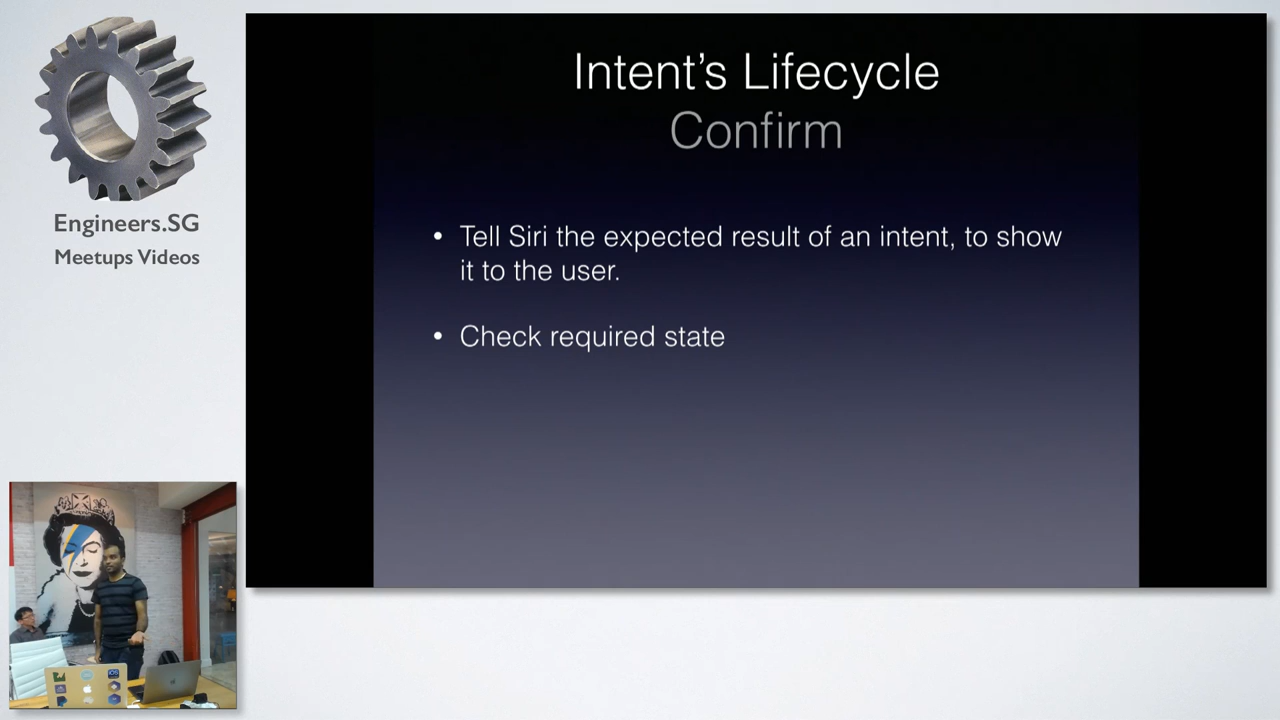 Engineers.SG
Meetups Videos
Intent's Lifecycle
Confirm
• Tell Siri the expected result of an intent, to show
it to the user.
• Check required state